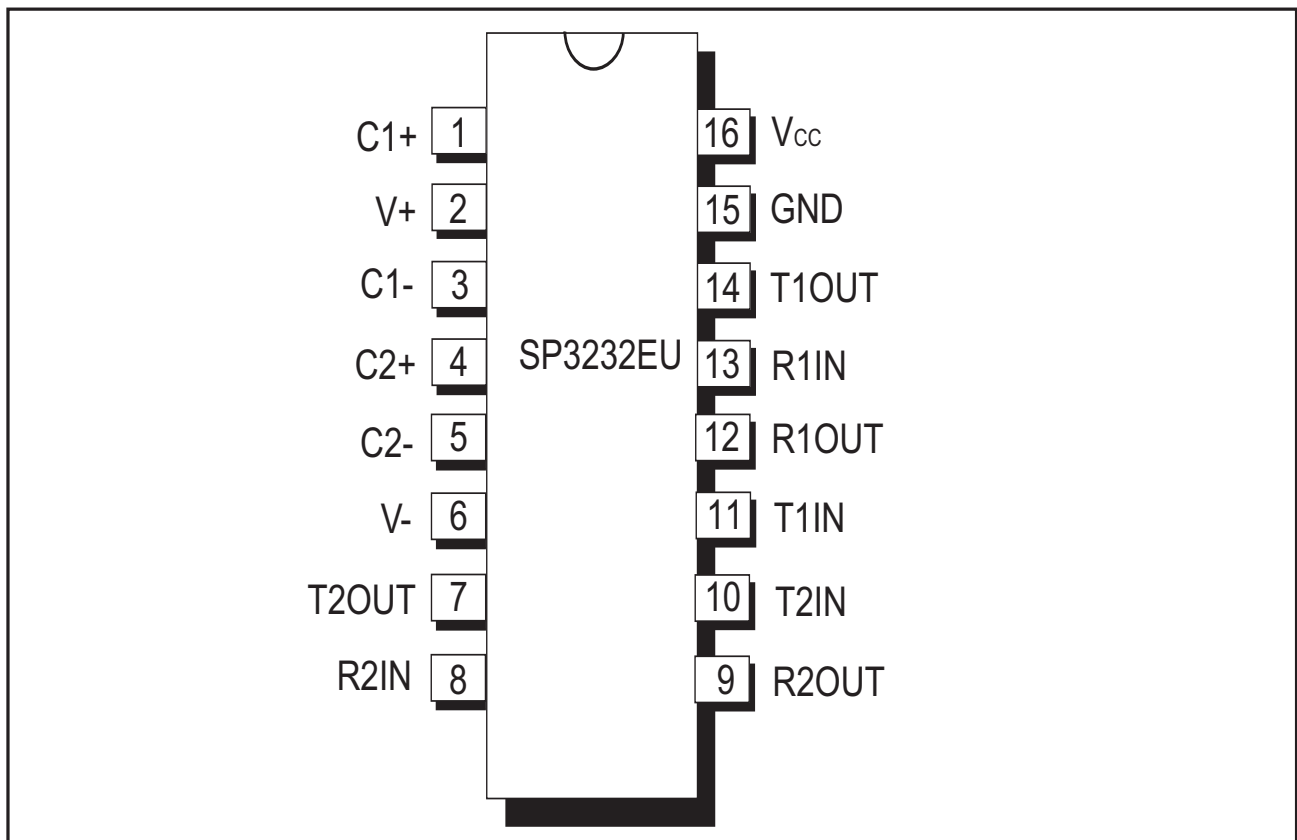 C1+ 1 16 Vcc
V+ 2 15 GND
C1- 3 14 T1OUT
SP3232EU
C2+ 4 13 R1IN
C2- 5 12 R1OUT
V- 6 11 T1IN
T2OUT 7 10 T2IN
R2IN 8 9 R2OUT